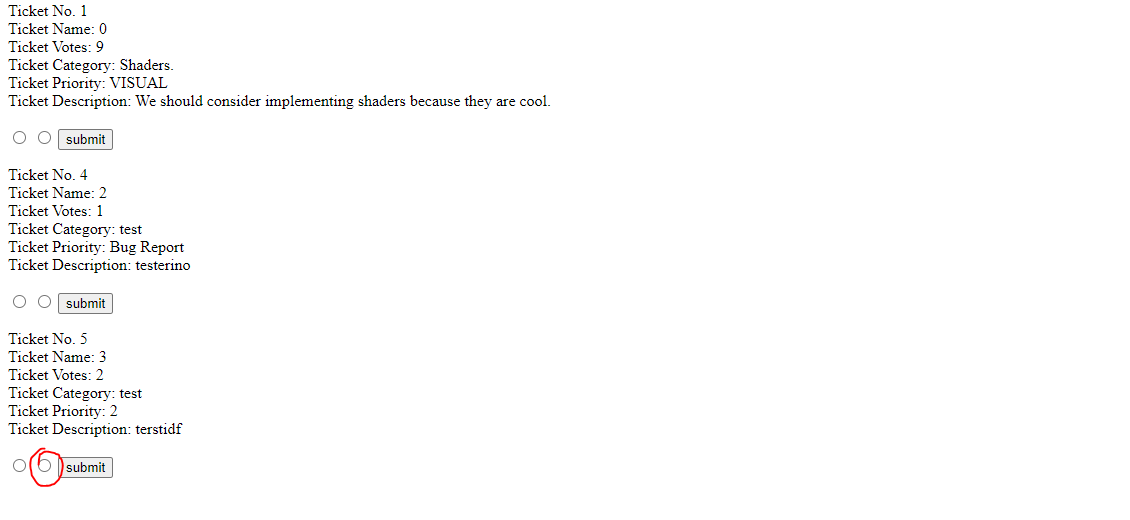 Ticket No. 1
Ticket Name: 0
Ticket Votes: 9
Ticket Category: Shaders.
Ticket Priority: VISUAL
Ticket Description: We should consider implementing shaders because they are cool.
submit
Ticket No. 4
Ticket Name: 2
Ticket Votes: 1
Ticket Category: test
Ticket Priority: Bug Report
Ticket Description: testerino
submit
Ticket No. 5
Ticket Name: 3
Ticket Votes: 2
Ticket Category: test
Ticket Priority: 2
Ticket Description: terstidf
submit